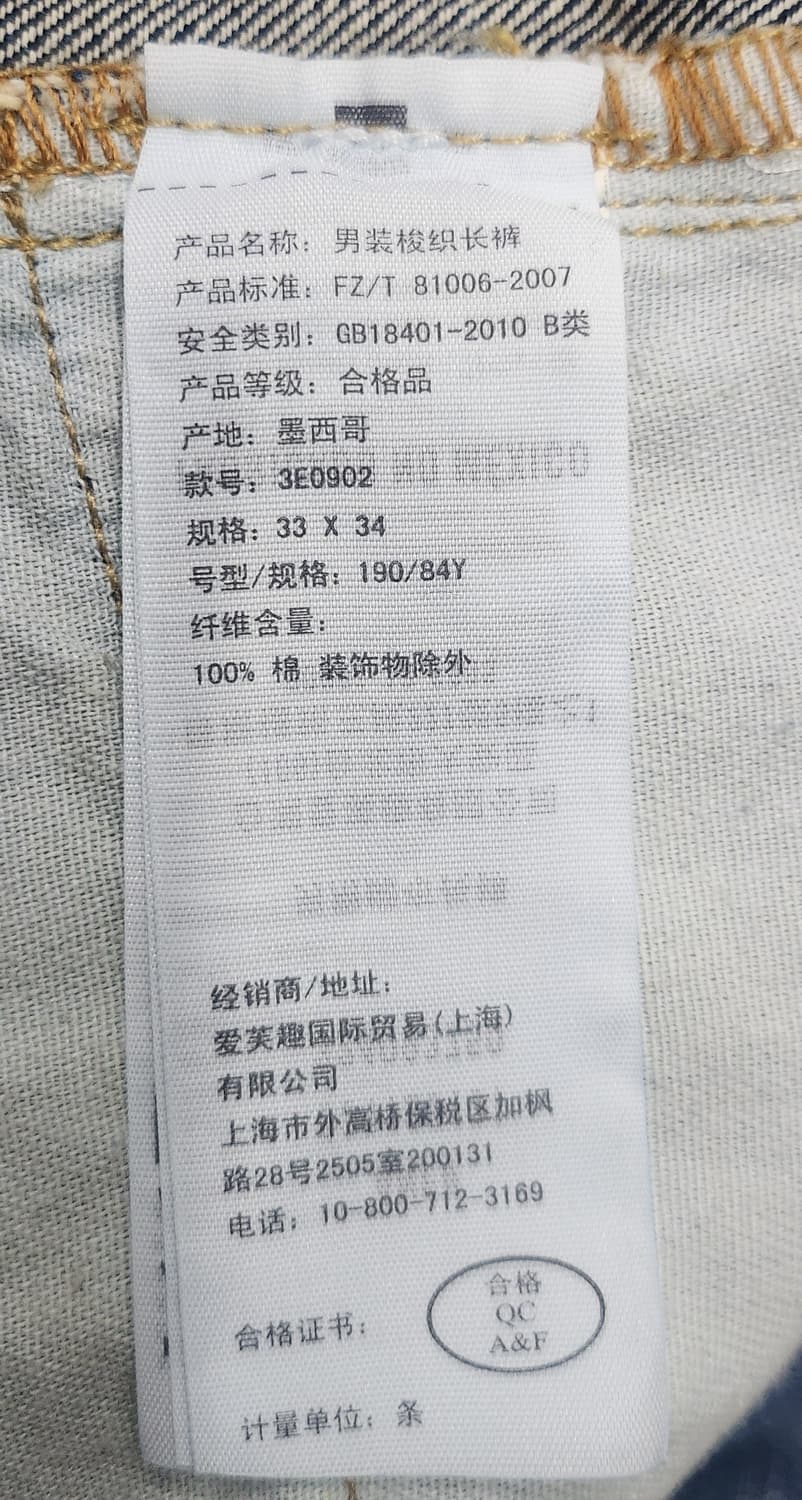 产品名称：男装梭织长裤
产品标准：FZ/T 81006-2007
安全类别：GB18401-2010 B类
产品等级：合格品
产地：墨西哥
款号：3E0902
规格：33 X 34
号型/规格：190/84Y
纤维含量：
100% 棉 装饰物除外
经销商/地址：
爱芙趣国际贸易(上海)
有限公司
上海市外高桥保税区加枫
路28号2505室200131
电话：10-800-712-3169
合格证书：
合格
QC
A&F
计量单位：条